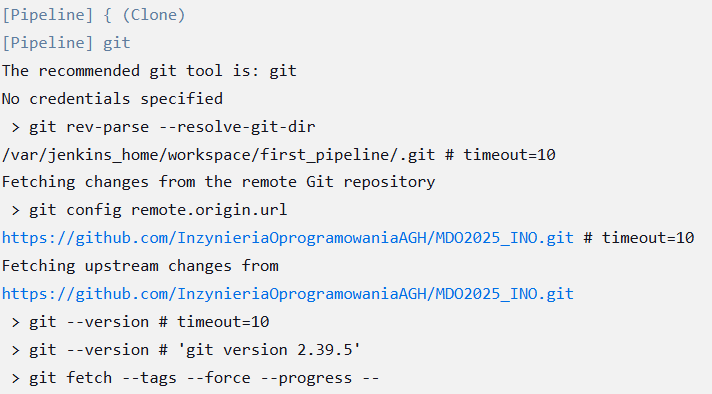 [Pipeline] { (Clone)
[Pipeline] git
The recommended git tool is: git
No credentials specified
 > git rev-parse --resolve-git-dir
/var/jenkins_home/workspace/first_pipeline/.git # timeout=10
Fetching changes from the remote Git repository
 > git config remote.origin.url
https://github.com/InzynieriaOprogramowaniaAGH/MDO2025_INO.git # timeout=10
Fetching upstream changes from
https://github.com/InzynieriaOprogramowaniaAGH/MDO2025_INO.git
 > git --version # timeout=10
 > git --version # 'git version 2.39.5'
 > git fetch --tags --force --progress --